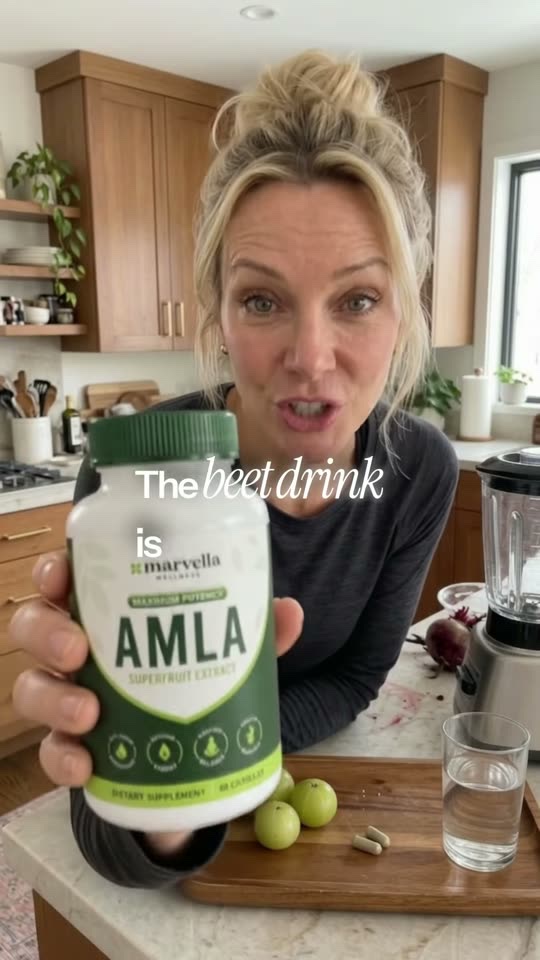 The beet drink
is
marvella
WELLNESS
MAXIMUM POTENCY
AMLA
SUPERFRUIT EXTRACT
DIETARY SUPPLEMENT
60 CAPSULES